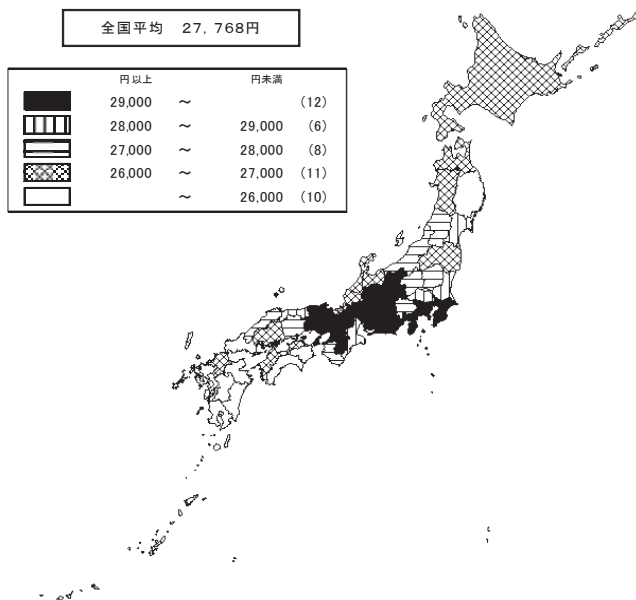 全国平均 27,768円
円以上 円未満
29,000 ～ (12)
28,000 ～ 29,000 (6)
27,000 ～ 28,000 (8)
26,000 ～ 27,000 (11)
～ 26,000 (10)